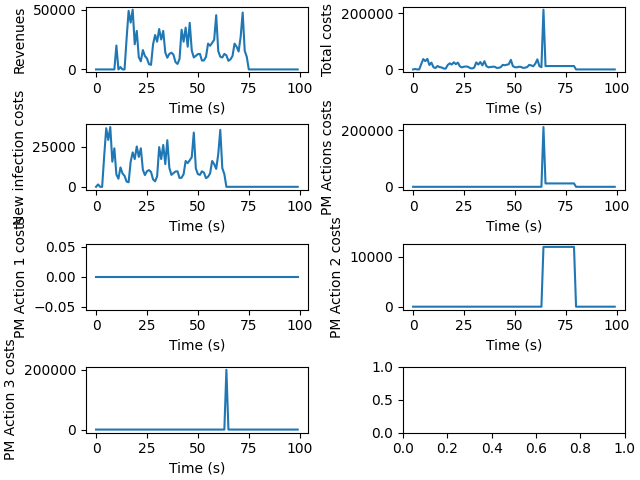 Revenues
50000
0
0 25 50 75 100
Time (s)
Total costs
200000
0
0 25 50 75 100
Time (s)
New infection costs
25000
0
0 25 50 75 100
Time (s)
PM Actions costs
200000
0
0 25 50 75 100
Time (s)
PM Action 1 costs
0.05
0.00
−0.05
0 25 50 75 100
Time (s)
PM Action 2 costs
10000
0
0 25 50 75 100
Time (s)
PM Action 3 costs
200000
0
0 25 50 75 100
Time (s)
1.0
0.5
0.0
0.0 0.2 0.4 0.6 0.8 1.0